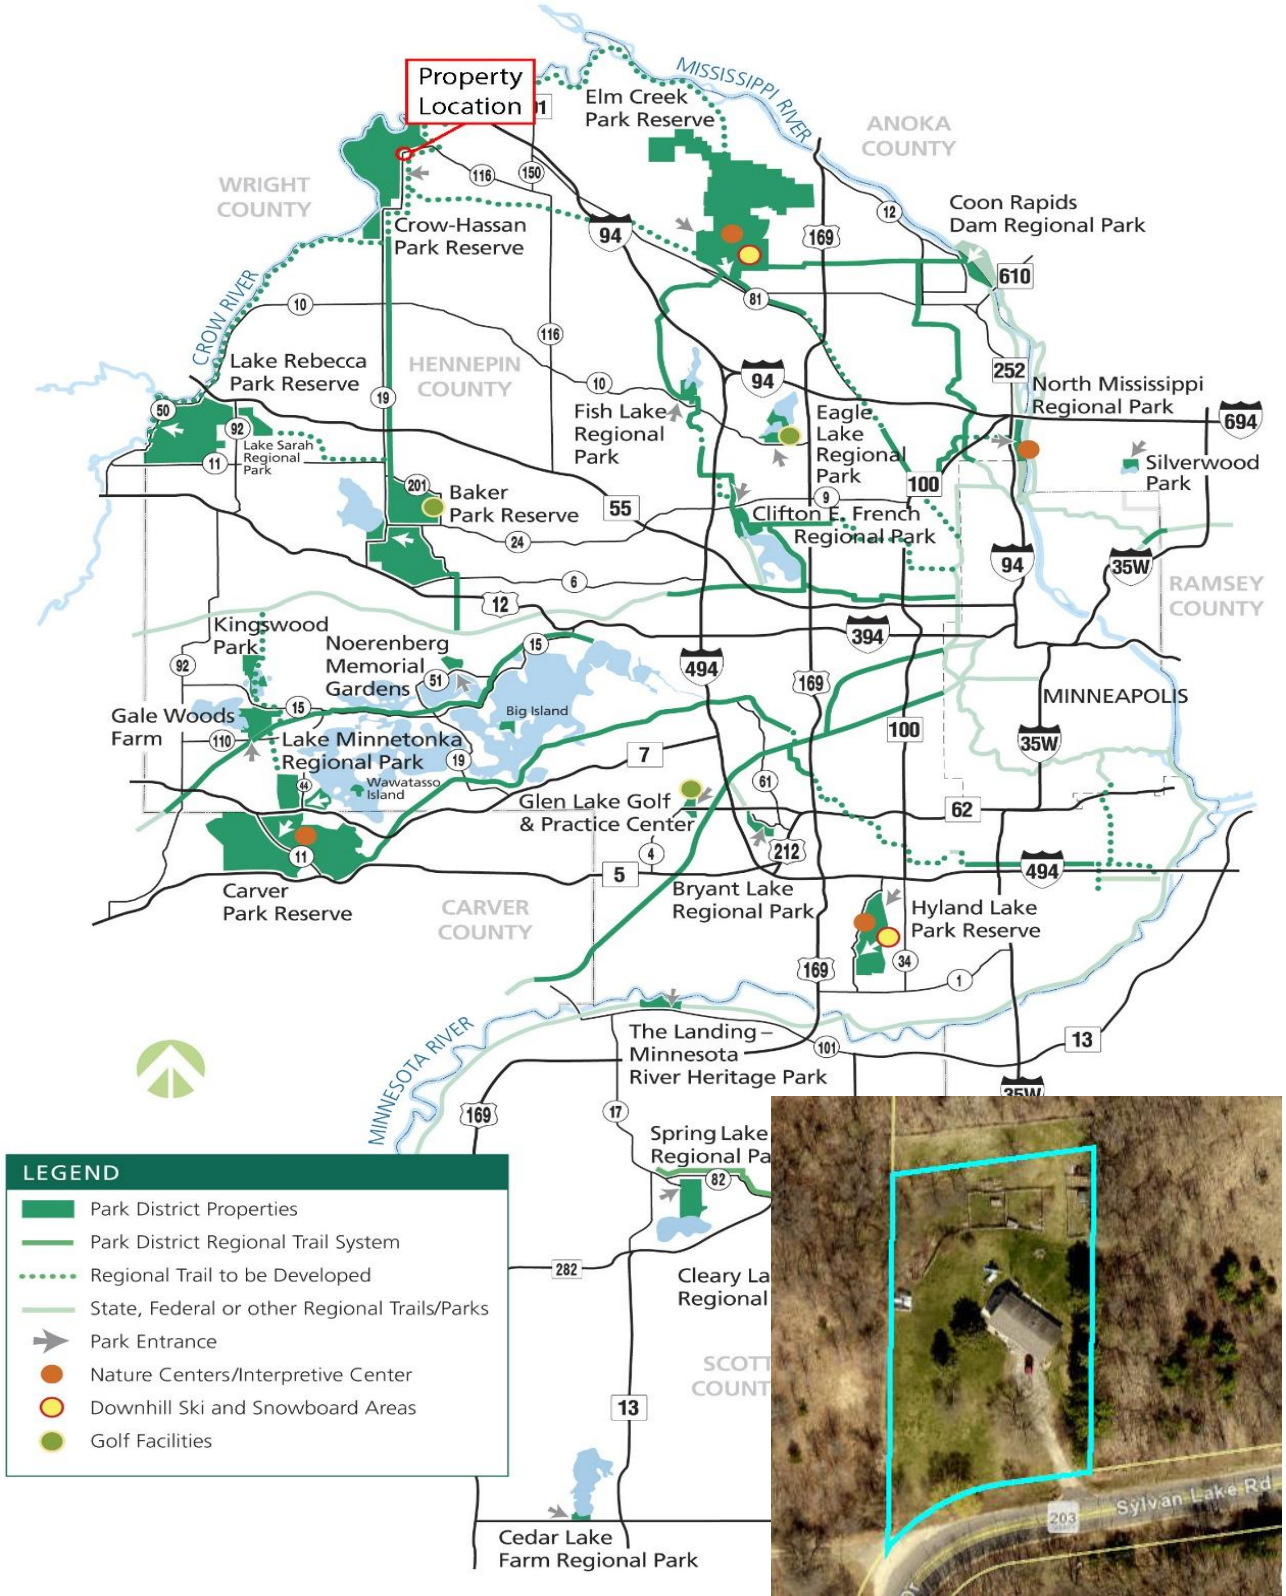 Property
Location
01
MISSISSIPPI RIVER
Elm Creek
Park Reserve
ANOKA
COUNTY
WRIGHT
COUNTY
116
150
94
169
12
Coon Rapids
Dam Regional Park
Crow-Hassan
Park Reserve
610
81
10
CROW RIVER
116
HENNEPIN
COUNTY
Lake Rebecca
Park Reserve
19
10
94
252
North Mississippi
Regional Park
694
50
92
Lake Sarah
Regional
Park
11
Fish Lake
Regional
Park
Eagle
Lake
Regional
Park
100
Silverwood
Park
201
Baker
Park Reserve
55
9
Clifton E. French
Regional Park
24
6
12
94
35W
RAMSEY
COUNTY
Kingswood
Park
Noerenberg
Memorial
Gardens
15
51
92
394
494
169
MINNEAPOLIS
Gale Woods
Farm
15
110
Big Island
Lake Minnetonka
Regional Park
19
7
100
35W
44
Wawatasso
Island
61
Glen Lake Golf
& Practice Center
62
11
4
212
5
494
Carver
Park Reserve
CARVER
COUNTY
Bryant Lake
Regional Park
Hyland Lake
Park Reserve
169
34
1
The Landing –
Minnesota
River Heritage Park
101
13
MINNESOTA RIVER
35W
169
17
Spring Lake
Regional Pa
82
282
Cleary La
Regional
SCOTT
COUNT
13
Cedar Lake
Farm Regional Park
LEGEND
Park District Properties
Park District Regional Trail System
Regional Trail to be Developed
State, Federal or other Regional Trails/Parks
Park Entrance
Nature Centers/Interpretive Center
Downhill Ski and Snowboard Areas
Golf Facilities
203
Sylvan Lake Rd
Dr